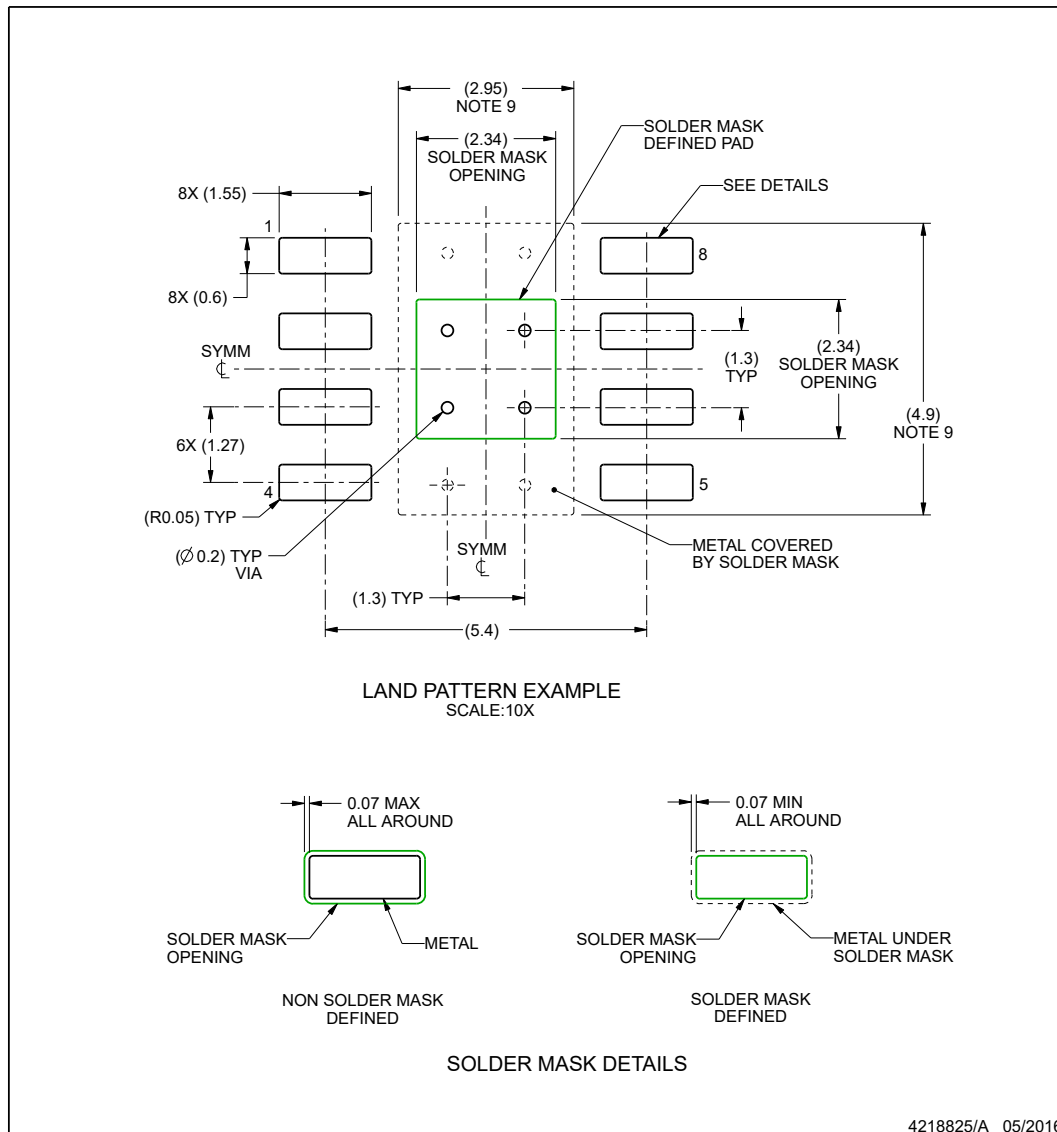 (2.95)
NOTE 9
(2.34)
SOLDER MASK
OPENING
SOLDER MASK
DEFINED PAD
8X (1.55)
SEE DETAILS
1
8
8X (0.6)
SYMM
℄
(1.3)
TYP
(2.34)
SOLDER MASK
OPENING
(4.9)
NOTE 9
6X (1.27)
4
5
(R0.05) TYP
(Ø 0.2) TYP
VIA
SYMM
℄
METAL COVERED
BY SOLDER MASK
(1.3) TYP
(5.4)
LAND PATTERN EXAMPLE
SCALE:10X
0.07 MAX
ALL AROUND
0.07 MIN
ALL AROUND
SOLDER MASK
OPENING
METAL
SOLDER MASK
OPENING
METAL UNDER
SOLDER MASK
NON SOLDER MASK
DEFINED
SOLDER MASK
DEFINED
SOLDER MASK DETAILS
4218825/A 05/2016